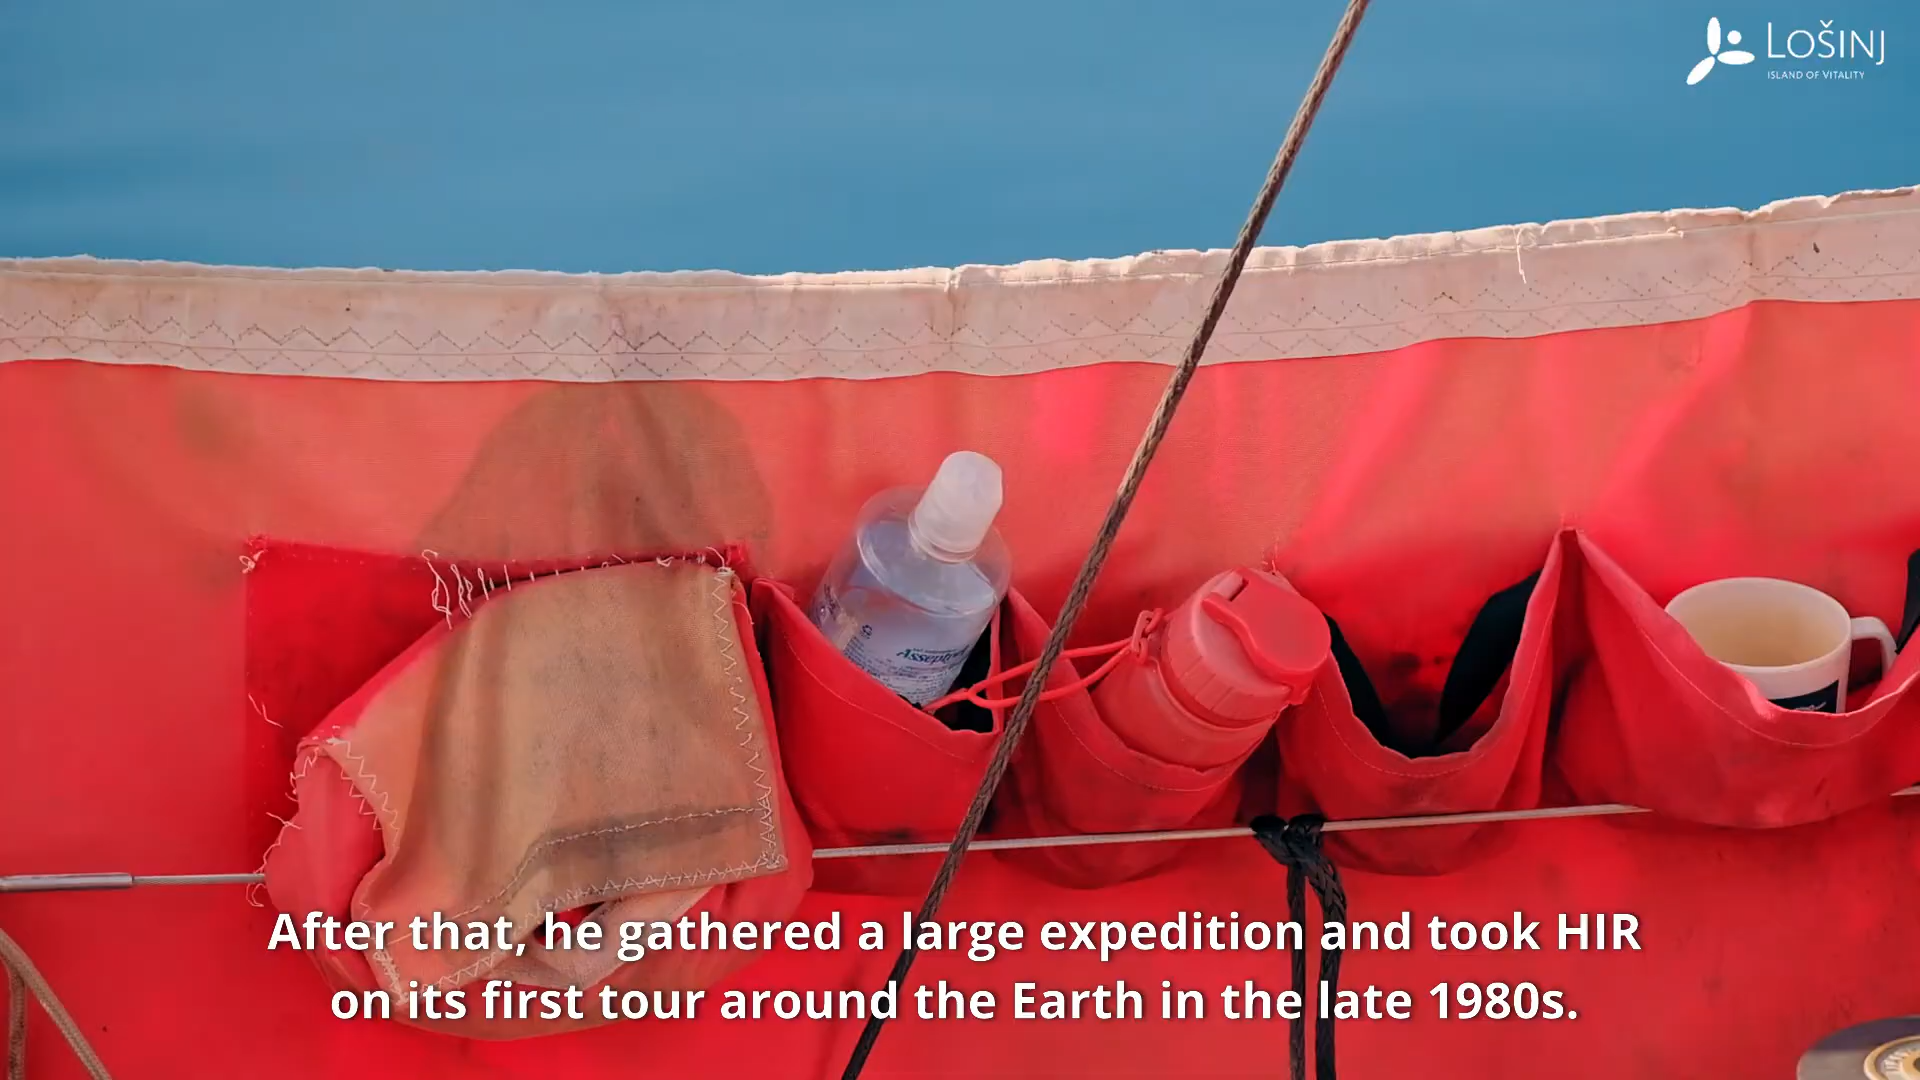 LOŠINJ
ISLAND OF VITALITY
Asept
After that, he gathered a large expedition and took HIR
on its first tour around the Earth in the late 1980s.